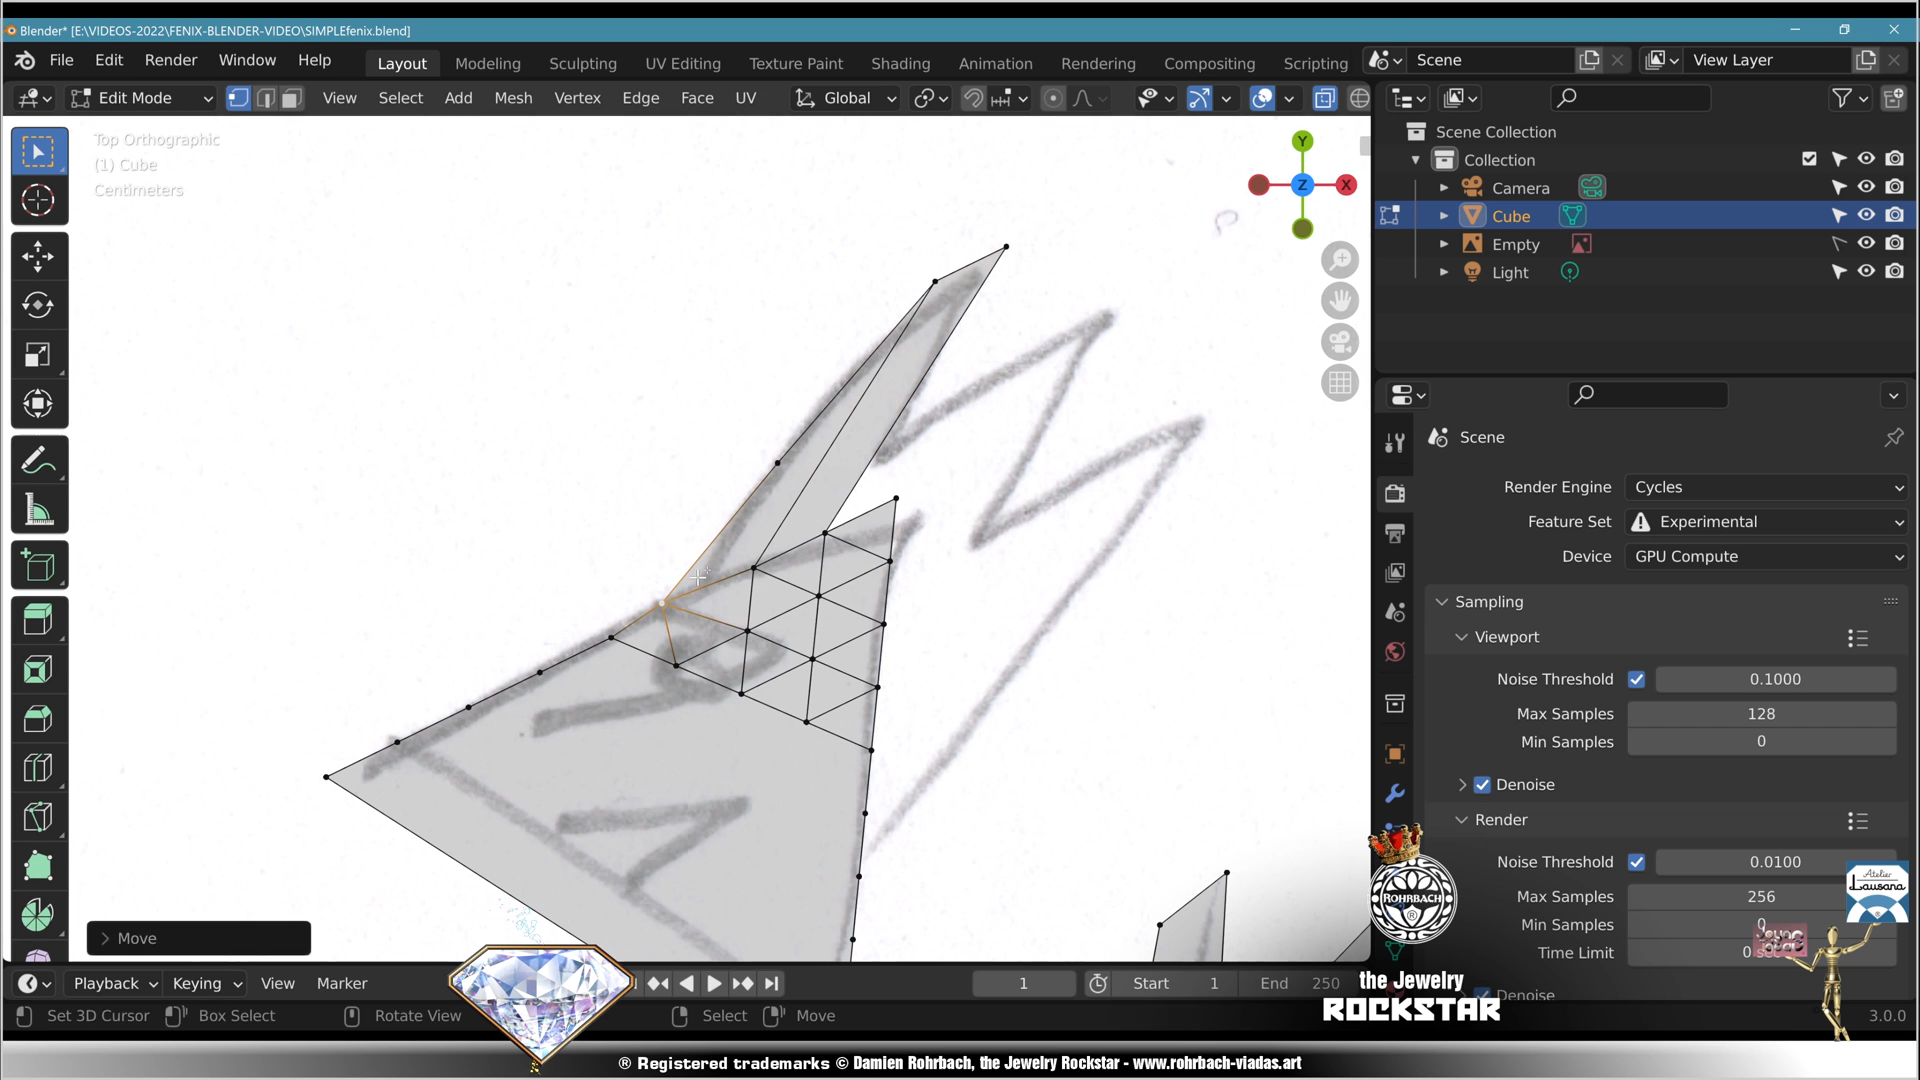 Blender* [E:\VIDEOS-2022\FENIX-BLENDER-VIDEO\SIMPLEfenix.blend]
File Edit Render Window Help Layout Modeling Sculpting UV Editing Texture Paint Shading Animation Rendering Compositing Scripting Scene View Layer
Edit Mode View Select Add Mesh Vertex Edge Face UV Global
Top Orthographic
(1) Cube
Centimeters
Y
Z X
Scene Collection
Collection
Camera
Cube
Empty
Light
Scene
Render Engine Cycles
Feature Set Experimental
Device GPU Compute
Sampling
Viewport
Noise Threshold 0.1000
Max Samples 128
Min Samples 0
Denoise
Render
Noise Threshold 0.0100
Max Samples 256
Min Samples 0
Time Limit 0
Denoise
Atelier
Lausana
ROHRBACH
®
Move
Playback Keying View Marker 1 Start 1 End 250
the Jewelry
ROCKSTAR
Set 3D Cursor Box Select Rotate View Select Move 3.0.0
® Registered trademarks © Damien Rohrbach, the Jewelry Rockstar - www.rohrbach-viadas.art